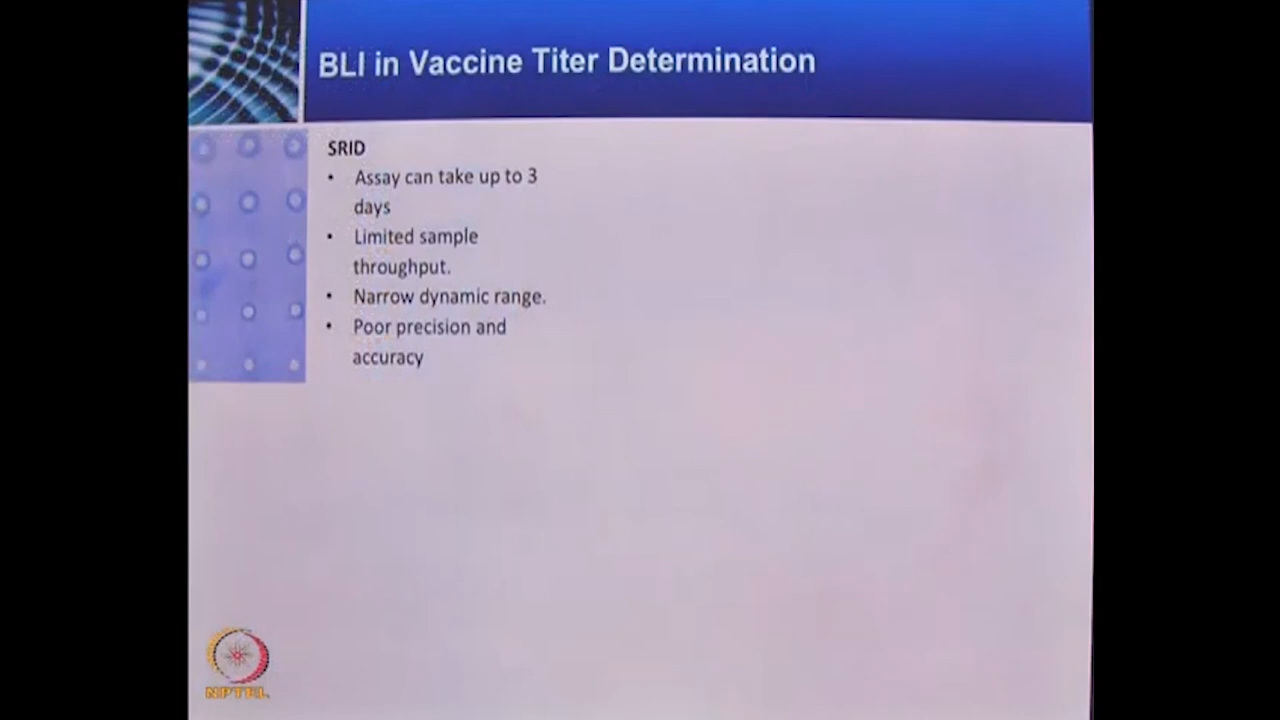 BLI in Vaccine Titer Determination
SRID
• Assay can take up to 3
days
• Limited sample
throughput.
• Narrow dynamic range.
• Poor precision and
accuracy
NPTEL